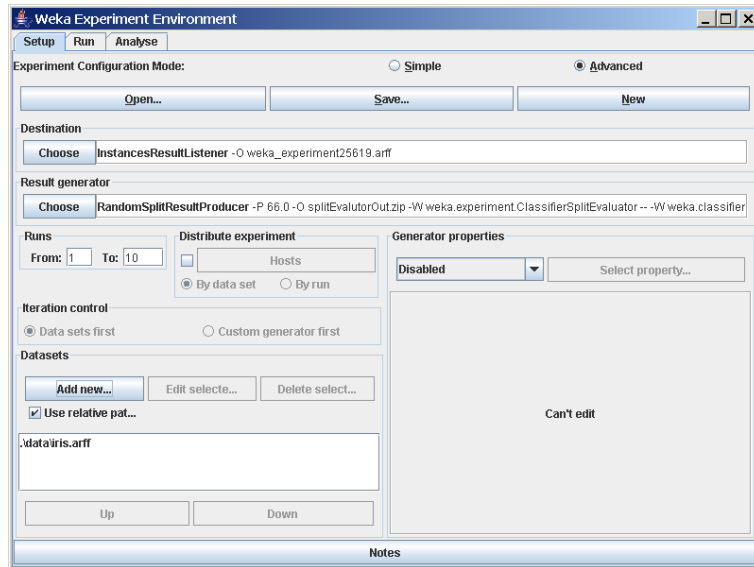 Weka Experiment Environment
Setup Run Analyse
Experiment Configuration Mode: Simple Advanced
Open... Save... New
Destination
Choose InstancesResultListener -O weka_experiment25619.arff
Result generator
Choose RandomSplitResultProducer -P 66.0 -O splitEvalutorOut.zip -W weka.experiment.ClassifierSplitEvaluator -- -W weka.classifier
Runs Distribute experiment Generator properties
From: 1 To: 10 Hosts Disabled Select property...
By data set By run
Iteration control
Data sets first Custom generator first
Datasets
Add new... Edit selecte... Delete select...
Use relative pat... Can't edit
.\data\iris.arff
Up Down
Notes